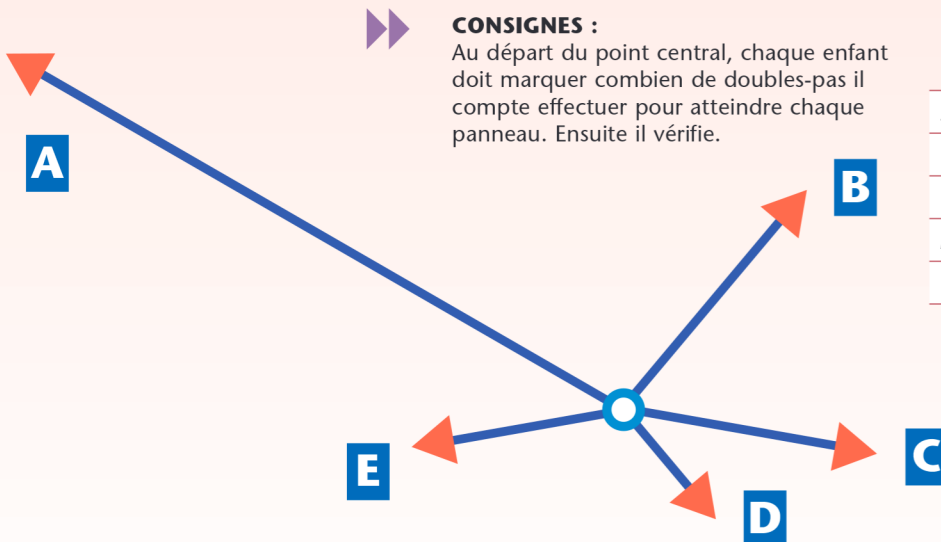 CONSIGNES :
Au départ du point central, chaque enfant
doit marquer combien de doubles-pas il
compte effectuer pour atteindre chaque
panneau. Ensuite il vérifie.
A
B
E
C
D